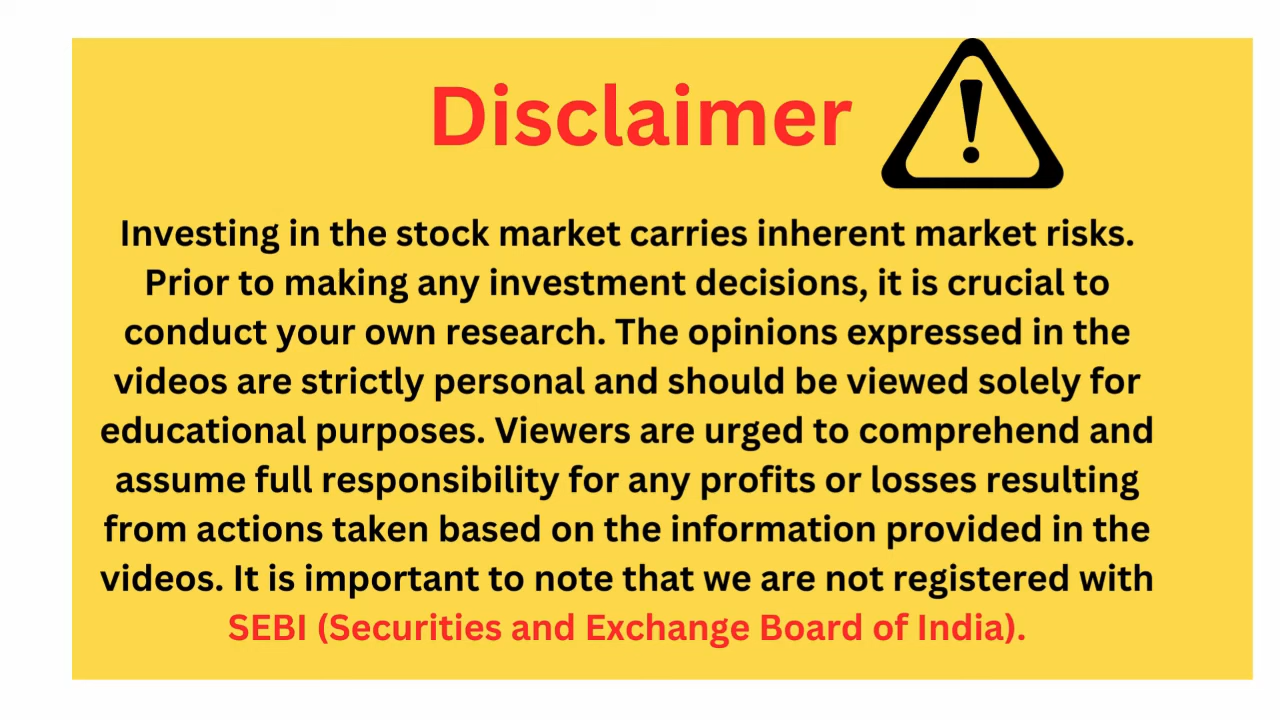 Disclaimer
Investing in the stock market carries inherent market risks.
Prior to making any investment decisions, it is crucial to
conduct your own research. The opinions expressed in the
videos are strictly personal and should be viewed solely for
educational purposes. Viewers are urged to comprehend and
assume full responsibility for any profits or losses resulting
from actions taken based on the information provided in the
videos. It is important to note that we are not registered with
SEBI (Securities and Exchange Board of India).